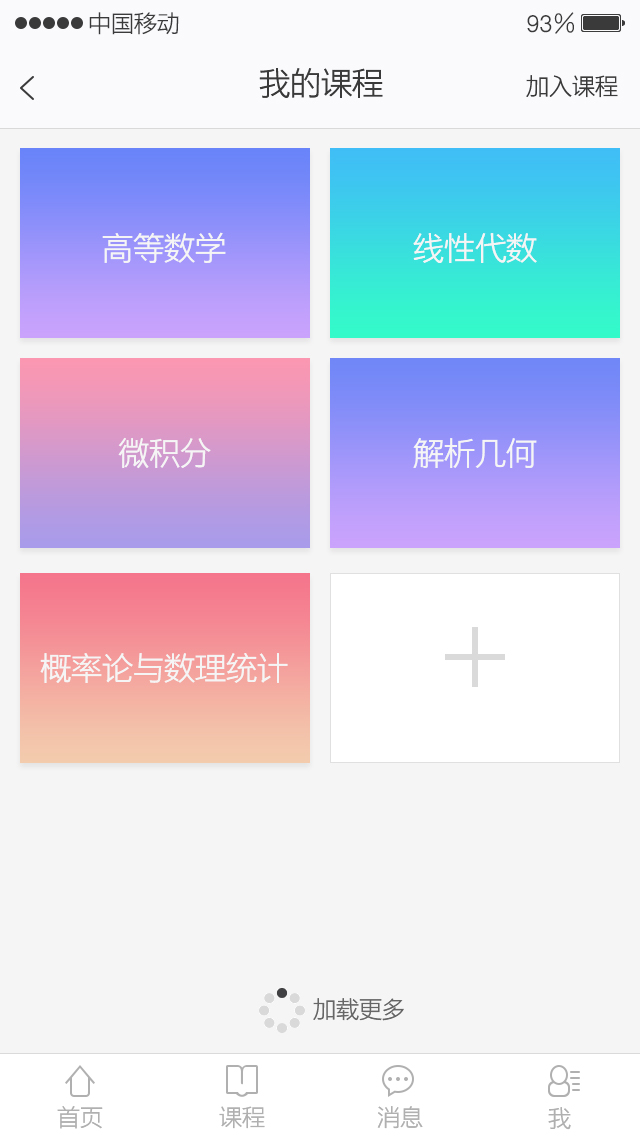 中国移动 93%
我的课程 加入课程
高等数学 线性代数
微积分 解析几何
概率论与数理统计
加载更多
首页 课程 消息 我